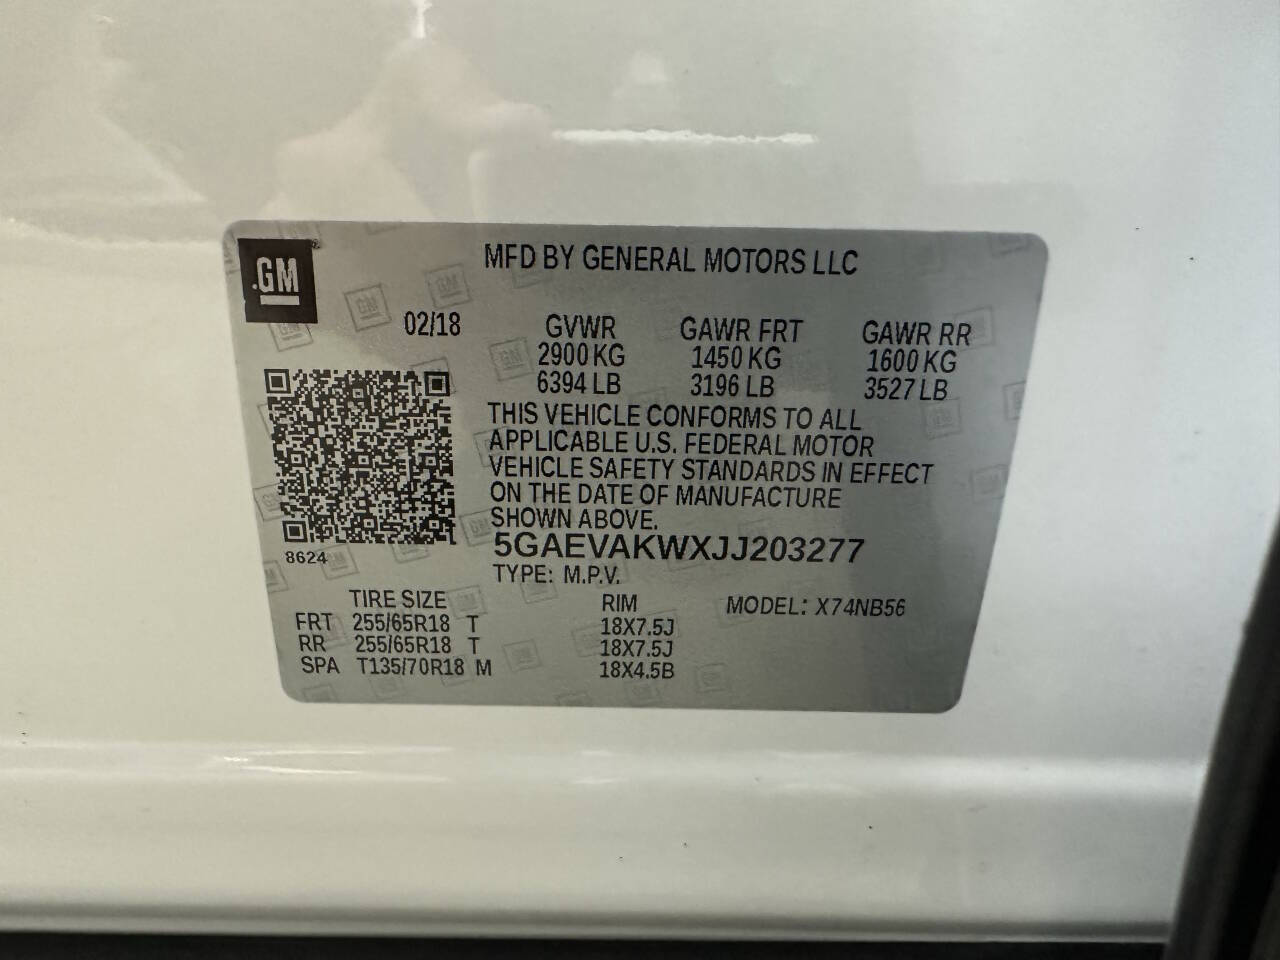 GM
MFD BY GENERAL MOTORS LLC
02/18 GVWR GAWR FRT GAWR RR
2900 KG 1450 KG 1600 KG
6394 LB 3196 LB 3527 LB
THIS VEHICLE CONFORMS TO ALL
APPLICABLE U.S. FEDERAL MOTOR
VEHICLE SAFETY STANDARDS IN EFFECT
ON THE DATE OF MANUFACTURE
SHOWN ABOVE.
8624
5GAEVAKWXJJ203277
TYPE: M.P.V.
TIRE SIZE RIM MODEL: X74NB56
FRT 255/65R18 T 18X7.5J
RR 255/65R18 T 18X7.5J
SPA T135/70R18 M 18X4.5B